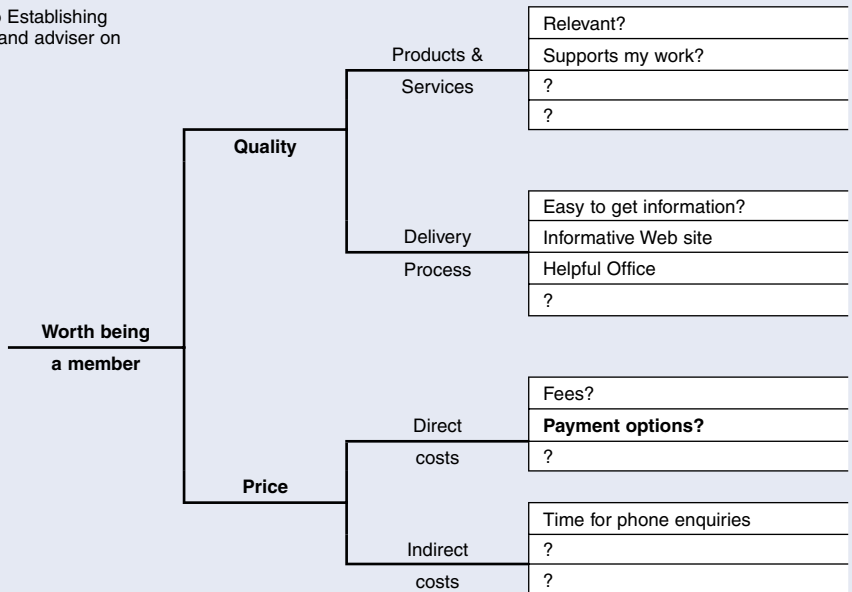 Establishing
and adviser on
Worth being
a member
Quality
Products &
Services
Relevant?
Supports my work?
?
?
Delivery
Process
Easy to get information?
Informative Web site
Helpful Office
?
Price
Direct
costs
Fees?
Payment options?
?
Indirect
costs
Time for phone enquiries
?
?